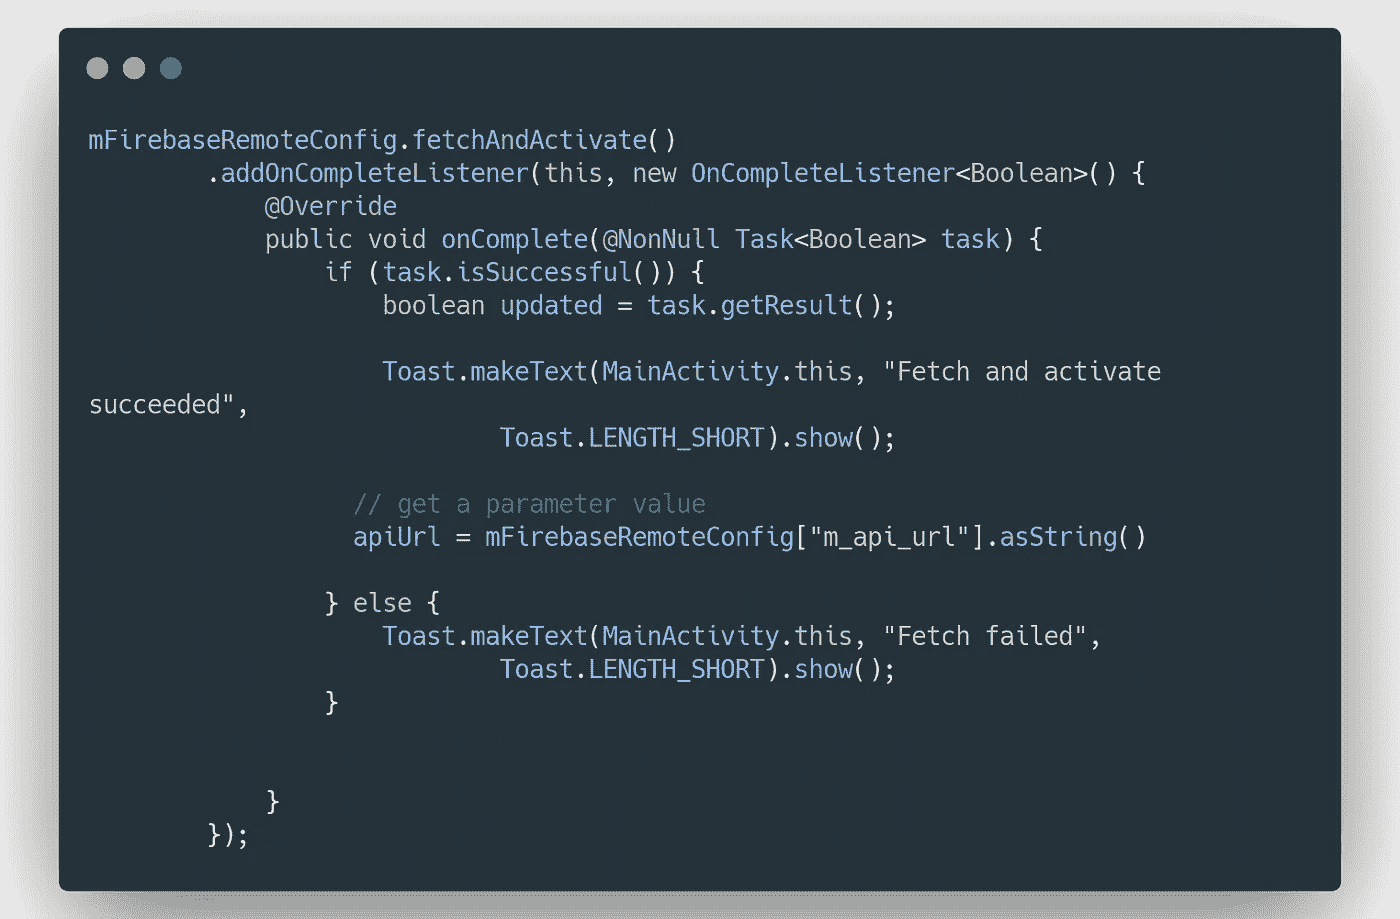 mFirebaseRemoteConfig.fetchAndActivate()
        .addOnCompleteListener(this, new OnCompleteListener<Boolean>() {
            @Override
            public void onComplete(@NonNull Task<Boolean> task) {
                if (task.isSuccessful()) {
                    boolean updated = task.getResult();
                    Toast.makeText(MainActivity.this, "Fetch and activate
succeeded",
                            Toast.LENGTH_SHORT).show();
                  // get a parameter value
                  apiUrl = mFirebaseRemoteConfig["m_api_url"].asString()
                } else {
                    Toast.makeText(MainActivity.this, "Fetch failed",
                            Toast.LENGTH_SHORT).show();
                }
            }
        });